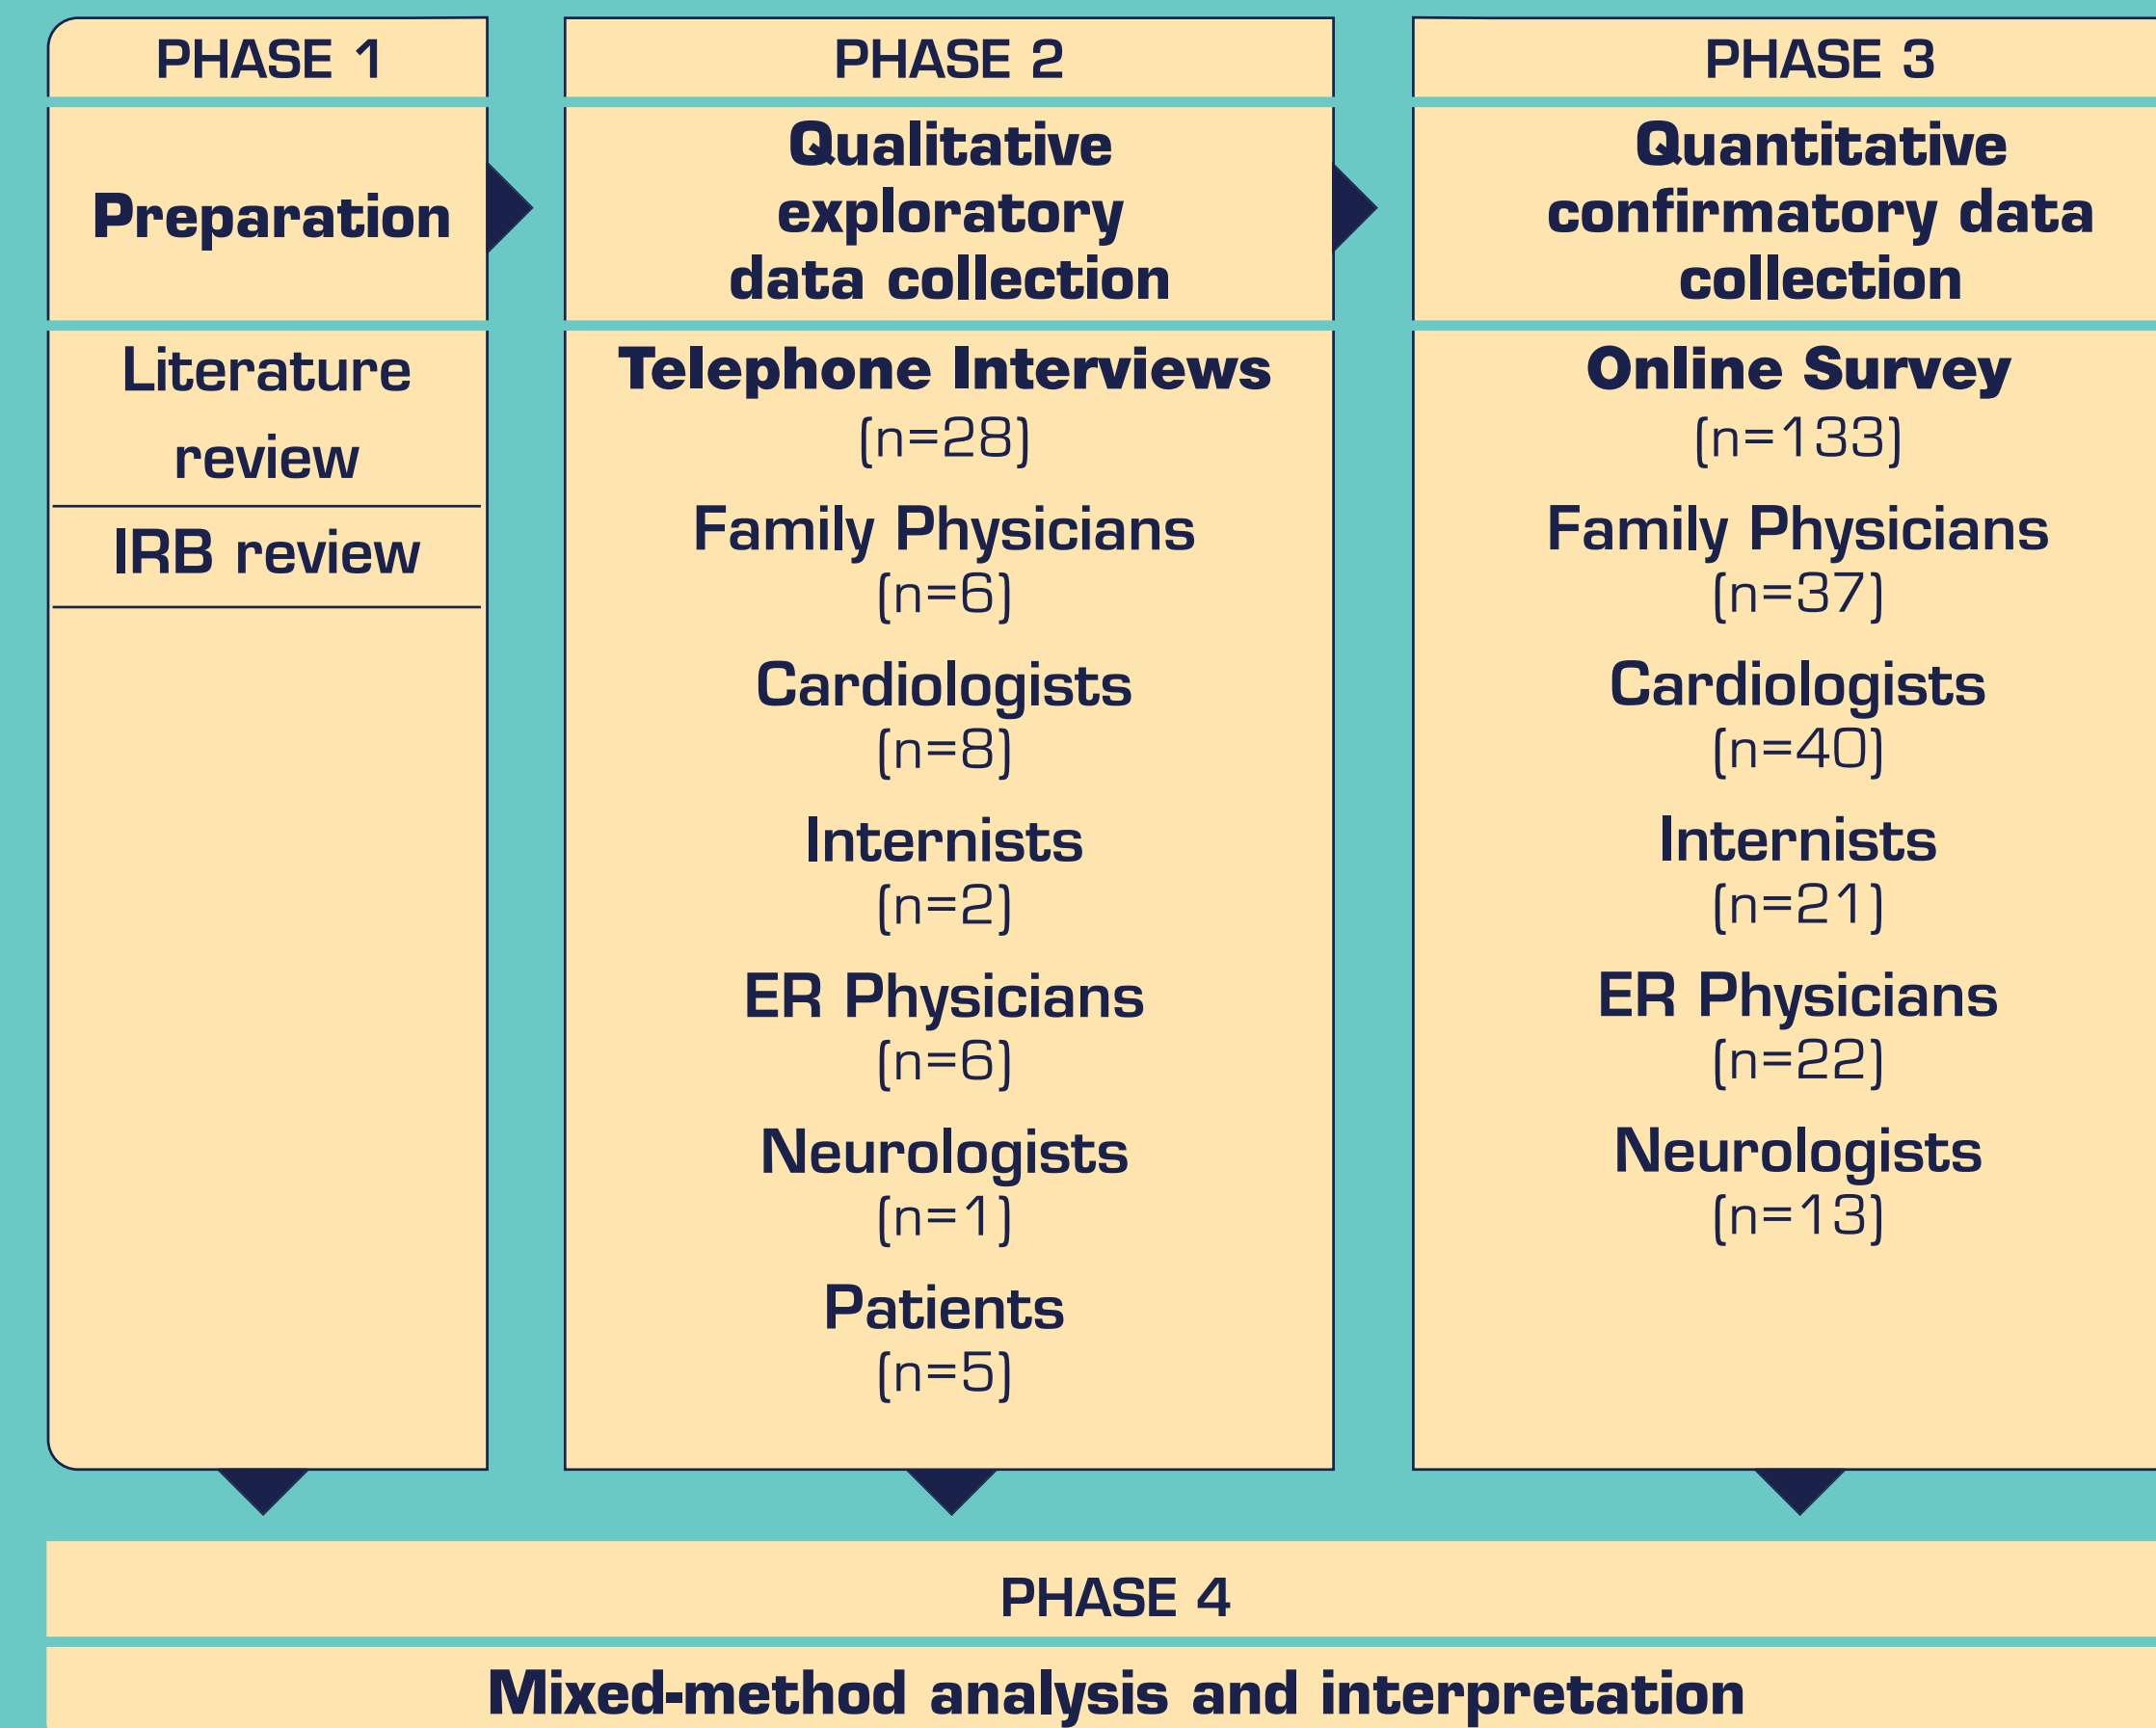 PHASE 1
Preparation
Literature
review
IRB review
PHASE 2
Qualitative
exploratory
data collection
Telephone Interviews
(n=28)
Family Physicians
(n=6)
Cardiologists
(n=8)
Internists
(n=2)
ER Physicians
(n=6)
Neurologists
(n=1)
Patients
(n=5)
PHASE 3
Quantitative
confirmatory data
collection
Online Survey
(n=133)
Family Physicians
(n=37)
Cardiologists
(n=40)
Internists
(n=21)
ER Physicians
(n=22)
Neurologists
(n=13)
PHASE 4
Mixed-method analysis and interpretation